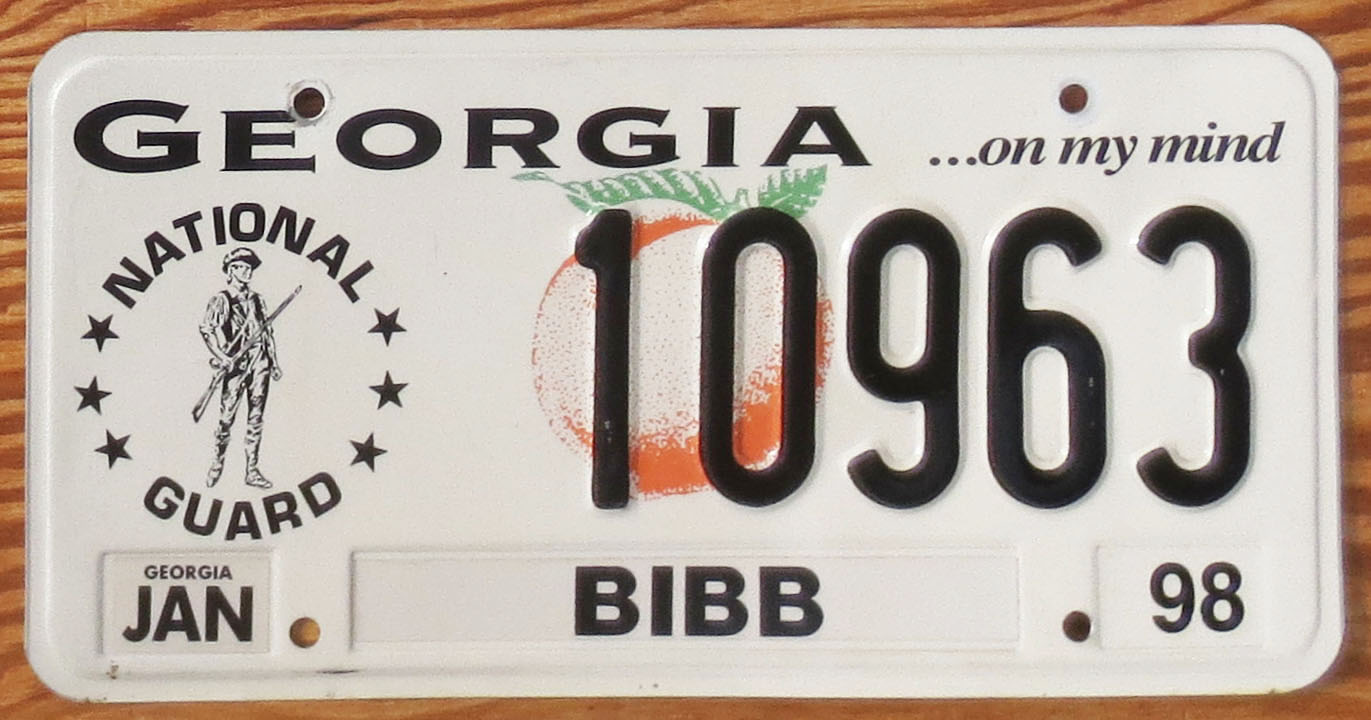 GEORGIA ...on my mind
NATIONAL
GUARD
10963
GEORGIA
JAN
BIBB
98